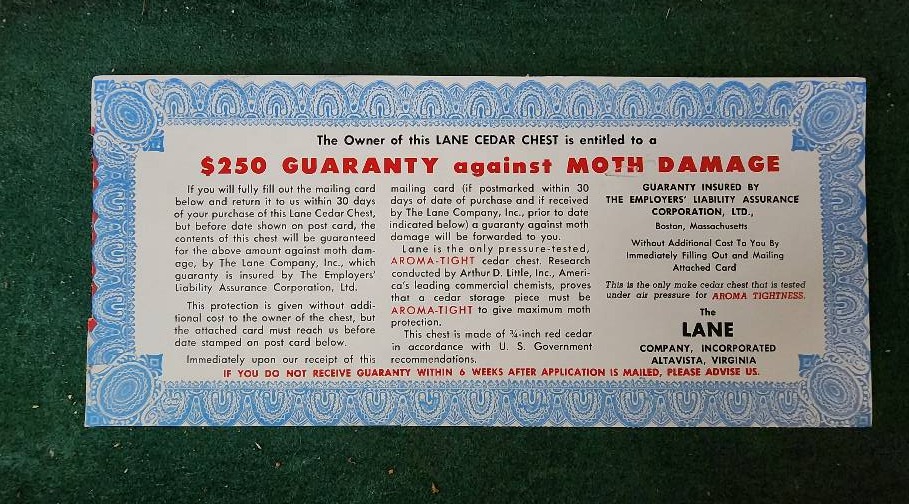 The Owner of this LANE CEDAR CHEST is entitled to a
$250 GUARANTY against MOTH DAMAGE
If you will fully fill out the mailing card
below and return it to us within 30 days
of your purchase of this Lane Cedar Chest,
but before date shown on post card, the
contents of this chest will be guaranteed
for the above amount against moth dam-
age, by The Lane Company, Inc., which
guaranty is insured by The Employers'
Liability Assurance Corporation, Ltd.
This protection is given without addi-
tional cost to the owner of the chest, but
the attached card must reach us before
date stamped on post card below.
Immediately upon our receipt of this
mailing card (if postmarked within 30
days of date of purchase and if received
by The Lane Company, Inc., prior to date
indicated below) a guaranty against moth
damage will be forwarded to you.
Lane is the only pressure-tested,
AROMA-TIGHT cedar chest. Research
conducted by Arthur D. Little, Inc., Ameri-
ca's leading commercial chemists, proves
that a cedar storage piece must be
AROMA-TIGHT to give maximum moth
protection.
This chest is made of ¾-inch red cedar
in accordance with U. S. Government
recommendations.
GUARANTY INSURED BY
THE EMPLOYERS' LIABILITY ASSURANCE
CORPORATION, LTD.,
Boston, Massachusetts
Without Additional Cost To You By
Immediately Filling Out and Mailing
Attached Card
This is the only make cedar chest that is tested
under air pressure for AROMA TIGHTNESS.
The
LANE
COMPANY, INCORPORATED
ALTAVISTA, VIRGINIA
IF YOU DO NOT RECEIVE GUARANTY WITHIN 6 WEEKS AFTER APPLICATION IS MAILED, PLEASE ADVISE US.